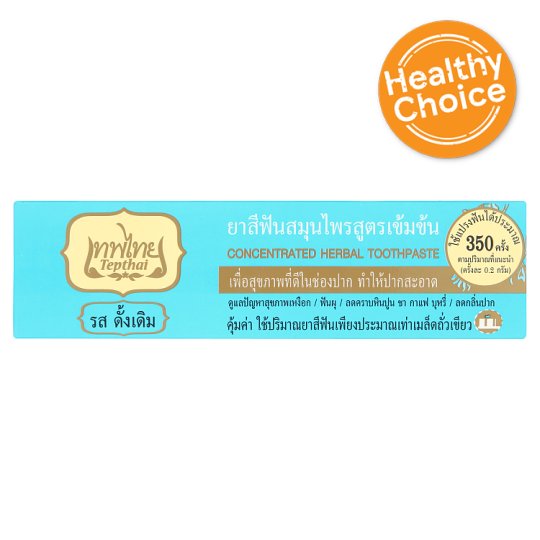 Healthy
Choice
เทพไทย
Tepthai
รส ดั้งเดิม
ยาสีฟันสมุนไพรสูตรเข้มข้น
CONCENTRATED HERBAL TOOTHPASTE
เพื่อสุขภาพที่ดีในช่องปาก ทำให้ปากสะอาด
ดูแลปัญหาสุขภาพเหงือก / ฟันผุ / ลดคราบหินปูน ชา กาแฟ บุหรี่ / ลดกลิ่นปาก
คุ้มค่า ใช้ปริมาณยาสีฟันเพียงประมาณเท่าเมล็ดถั่วเขียว
ใช้แปรงฟันได้ประมาณ
350 ครั้ง
ตามปริมาณที่แนะนำ
(ครั้งละ 0.2 กรัม)